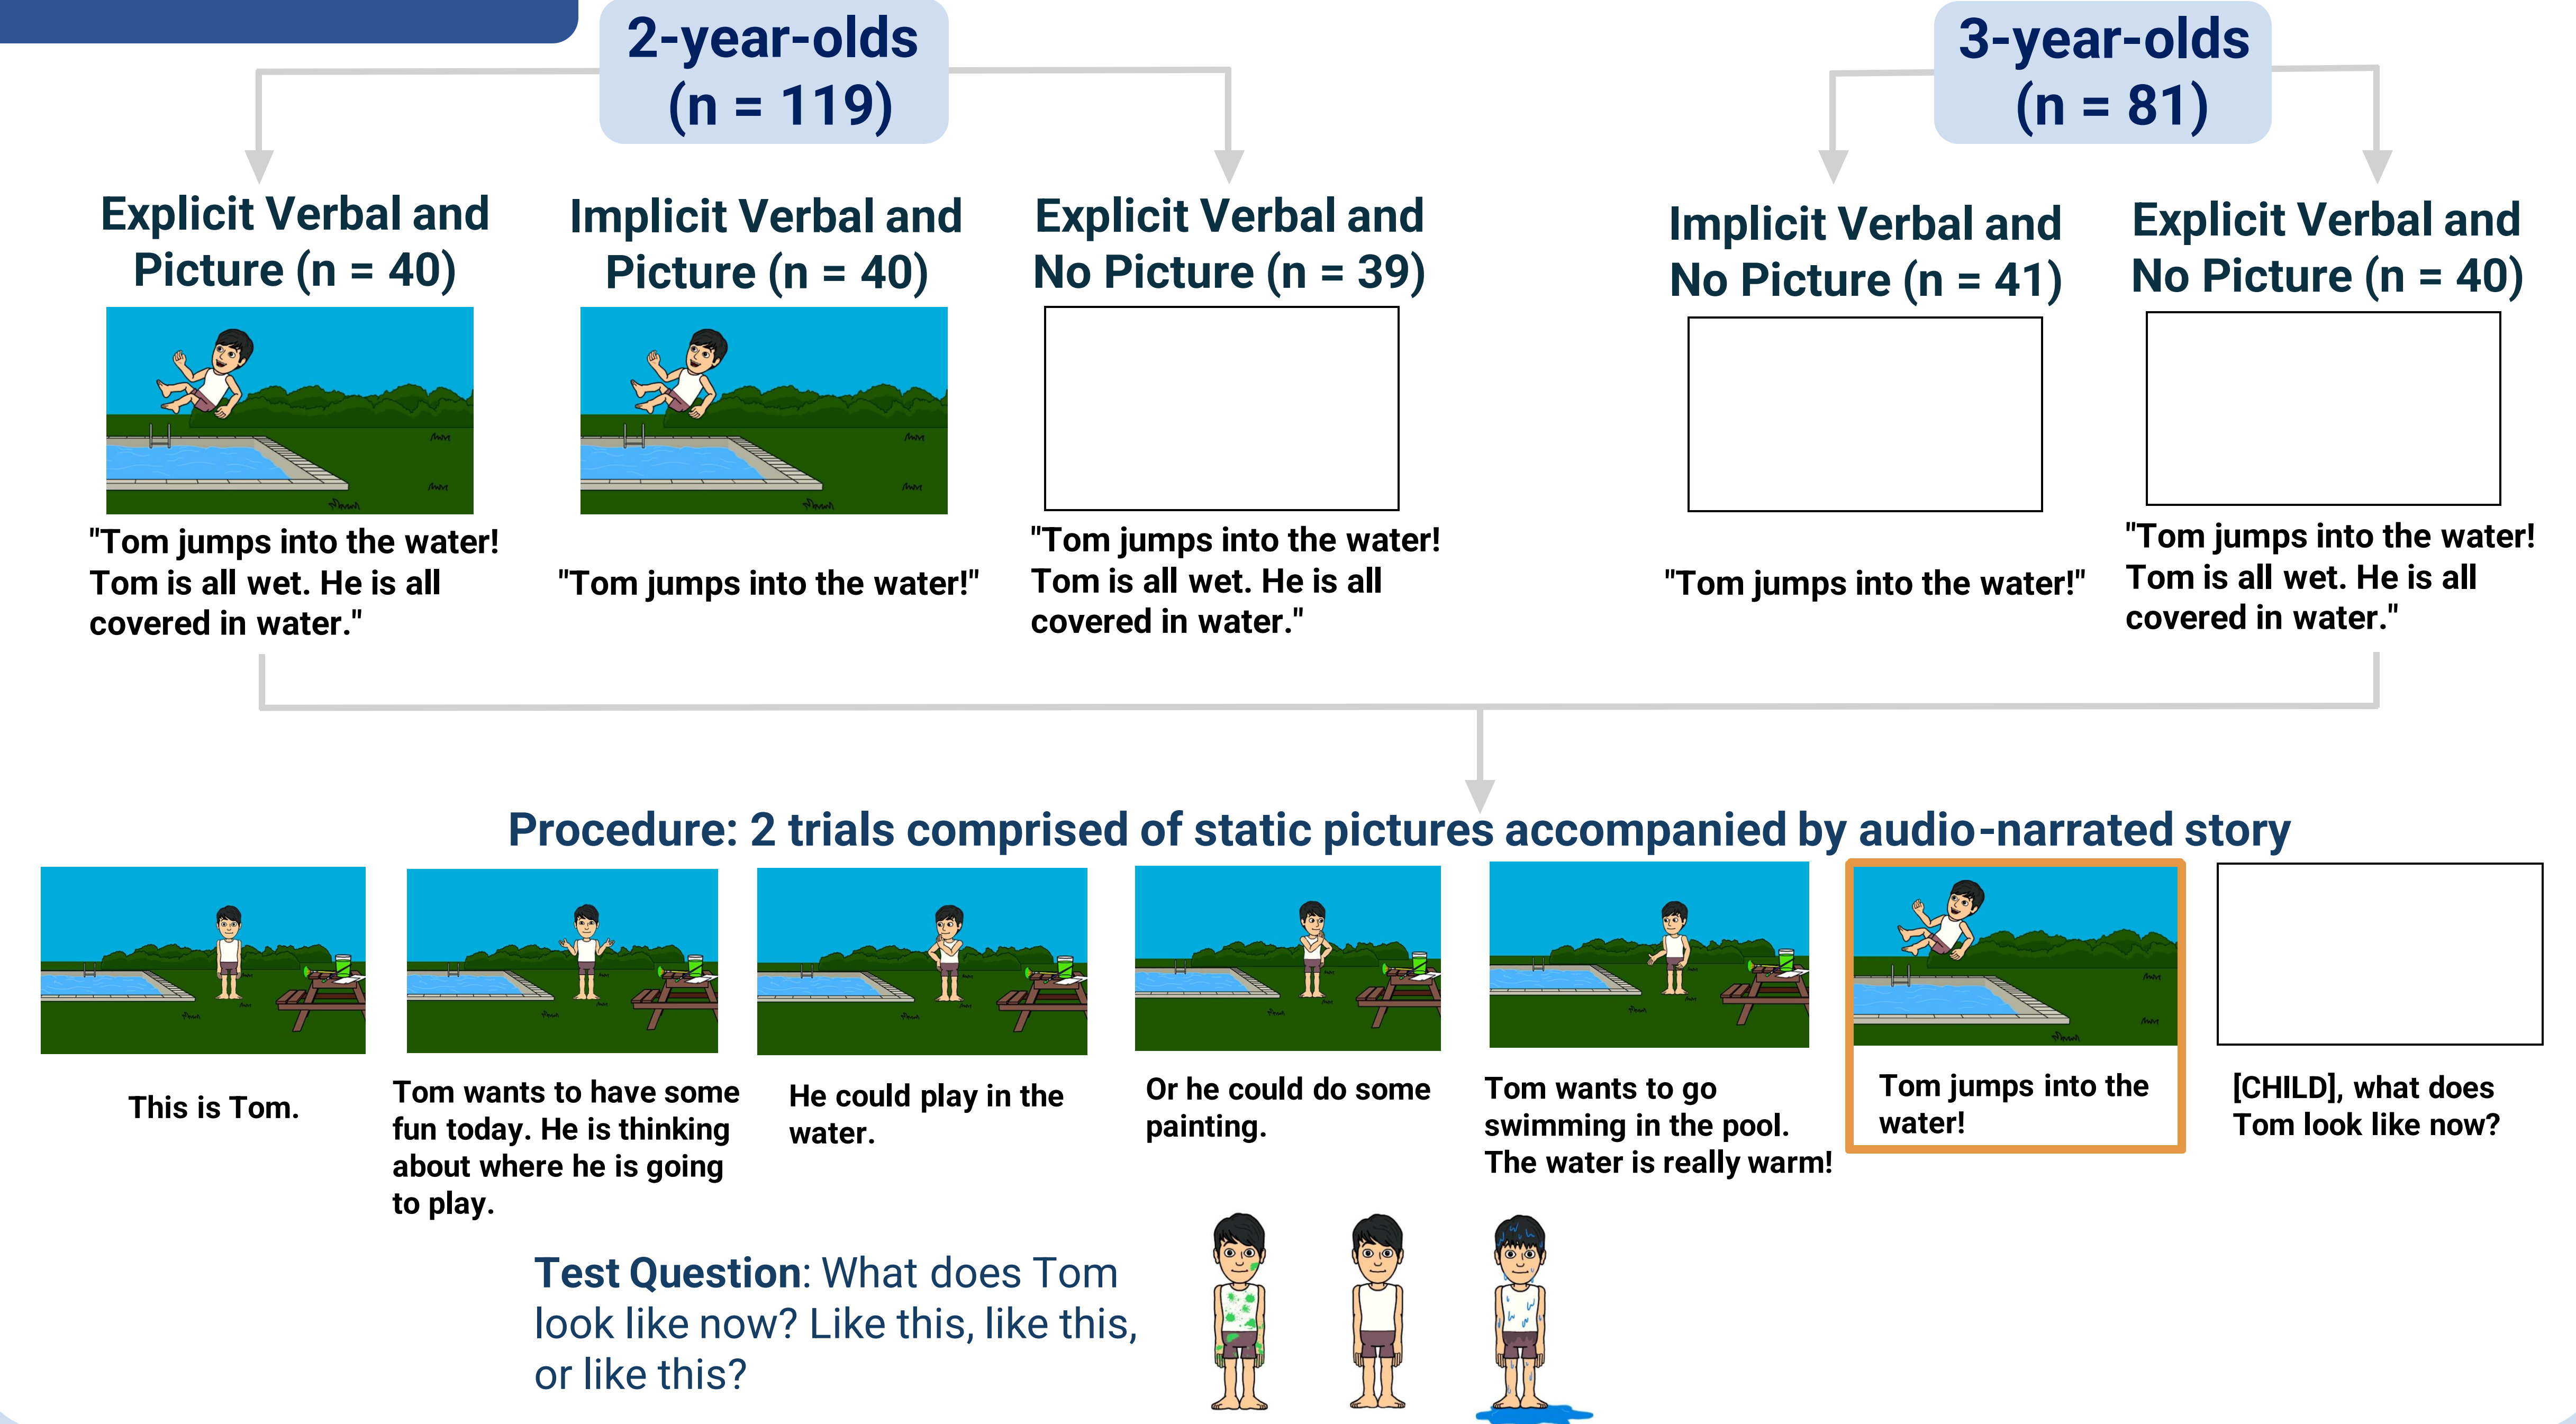 2-year-olds
(n = 119)
3-year-olds
(n = 81)
Explicit Verbal and
Picture (n = 40)
Implicit Verbal and
Picture (n = 40)
Explicit Verbal and
No Picture (n = 39)
Implicit Verbal and
No Picture (n = 41)
Explicit Verbal and
No Picture (n = 40)
"Tom jumps into the water!
Tom is all wet. He is all
covered in water."
"Tom jumps into the water!"
"Tom jumps into the water!
Tom is all wet. He is all
covered in water."
"Tom jumps into the water!"
"Tom jumps into the water!
Tom is all wet. He is all
covered in water."
Procedure: 2 trials comprised of static pictures accompanied by audio-narrated story
This is Tom.
Tom wants to have some
fun today. He is thinking
about where he is going
to play.
He could play in the
water.
Or he could do some
painting.
Tom wants to go
swimming in the pool.
The water is really warm!
Tom jumps into the
water!
[CHILD], what does
Tom look like now?
Test Question: What does Tom
look like now? Like this, like this,
or like this?